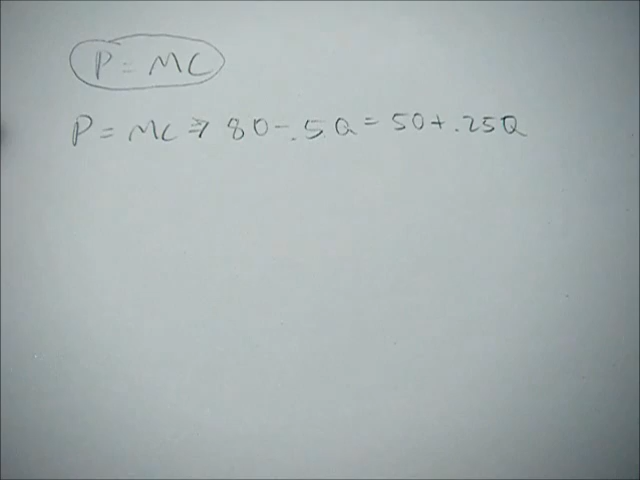 P = MC
P = MC ⇒ 80 - .5Q = 50 + .25Q